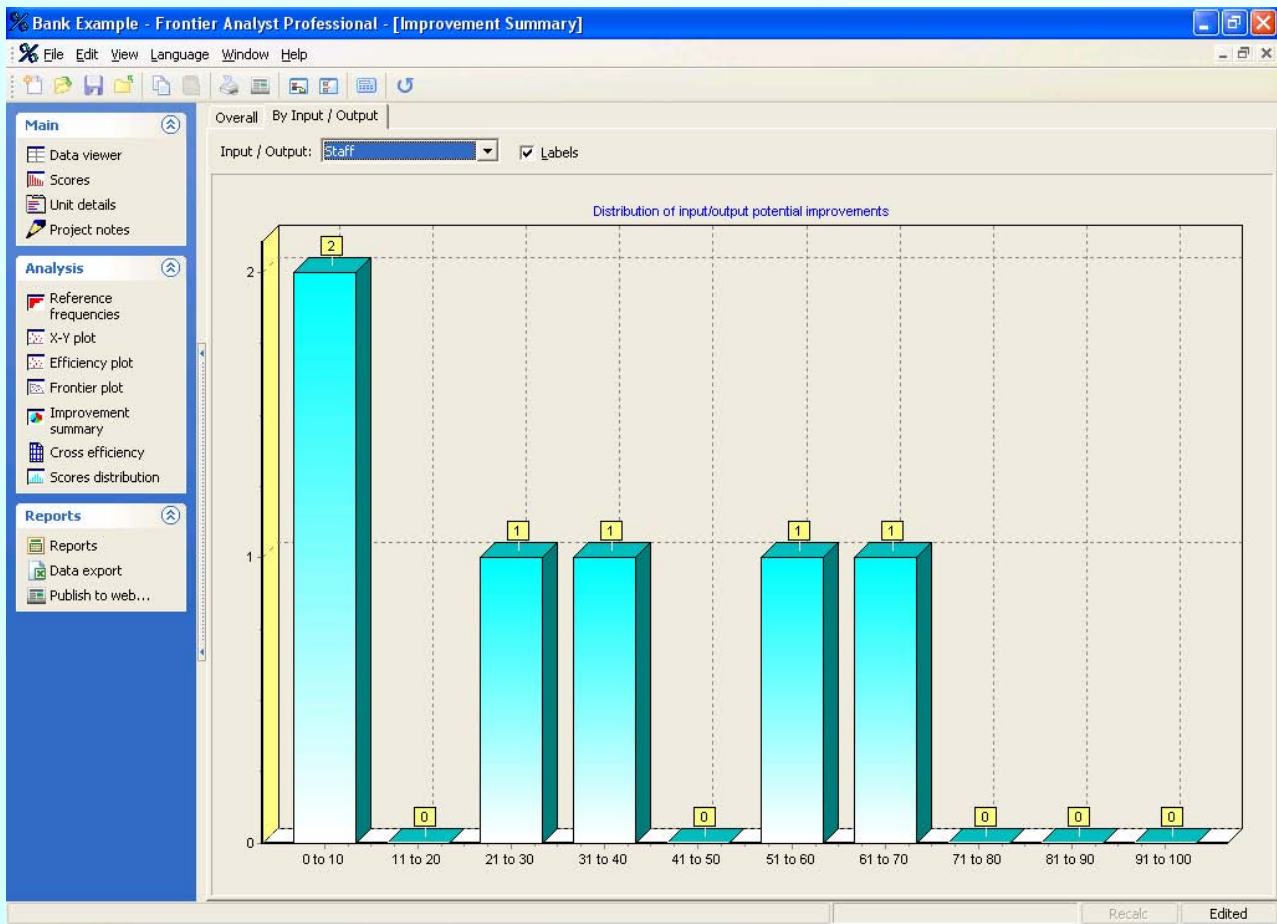 Bank Example - Frontier Analyst Professional - [Improvement Summary]
File Edit View Language Window Help
Main
Data viewer
Scores
Unit details
Project notes
Analysis
Reference
frequencies
X-Y plot
Efficiency plot
Frontier plot
Improvement
summary
Cross efficiency
Scores distribution
Reports
Reports
Data export
Publish to web...
Overall By Input / Output
Input / Output: Staff Labels
Distribution of input/output potential improvements
2
1
0
2
0
1
1
0
1
1
0
0
0
0 to 10 11 to 20 21 to 30 31 to 40 41 to 50 51 to 60 61 to 70 71 to 80 81 to 90 91 to 100
Recalc Edited